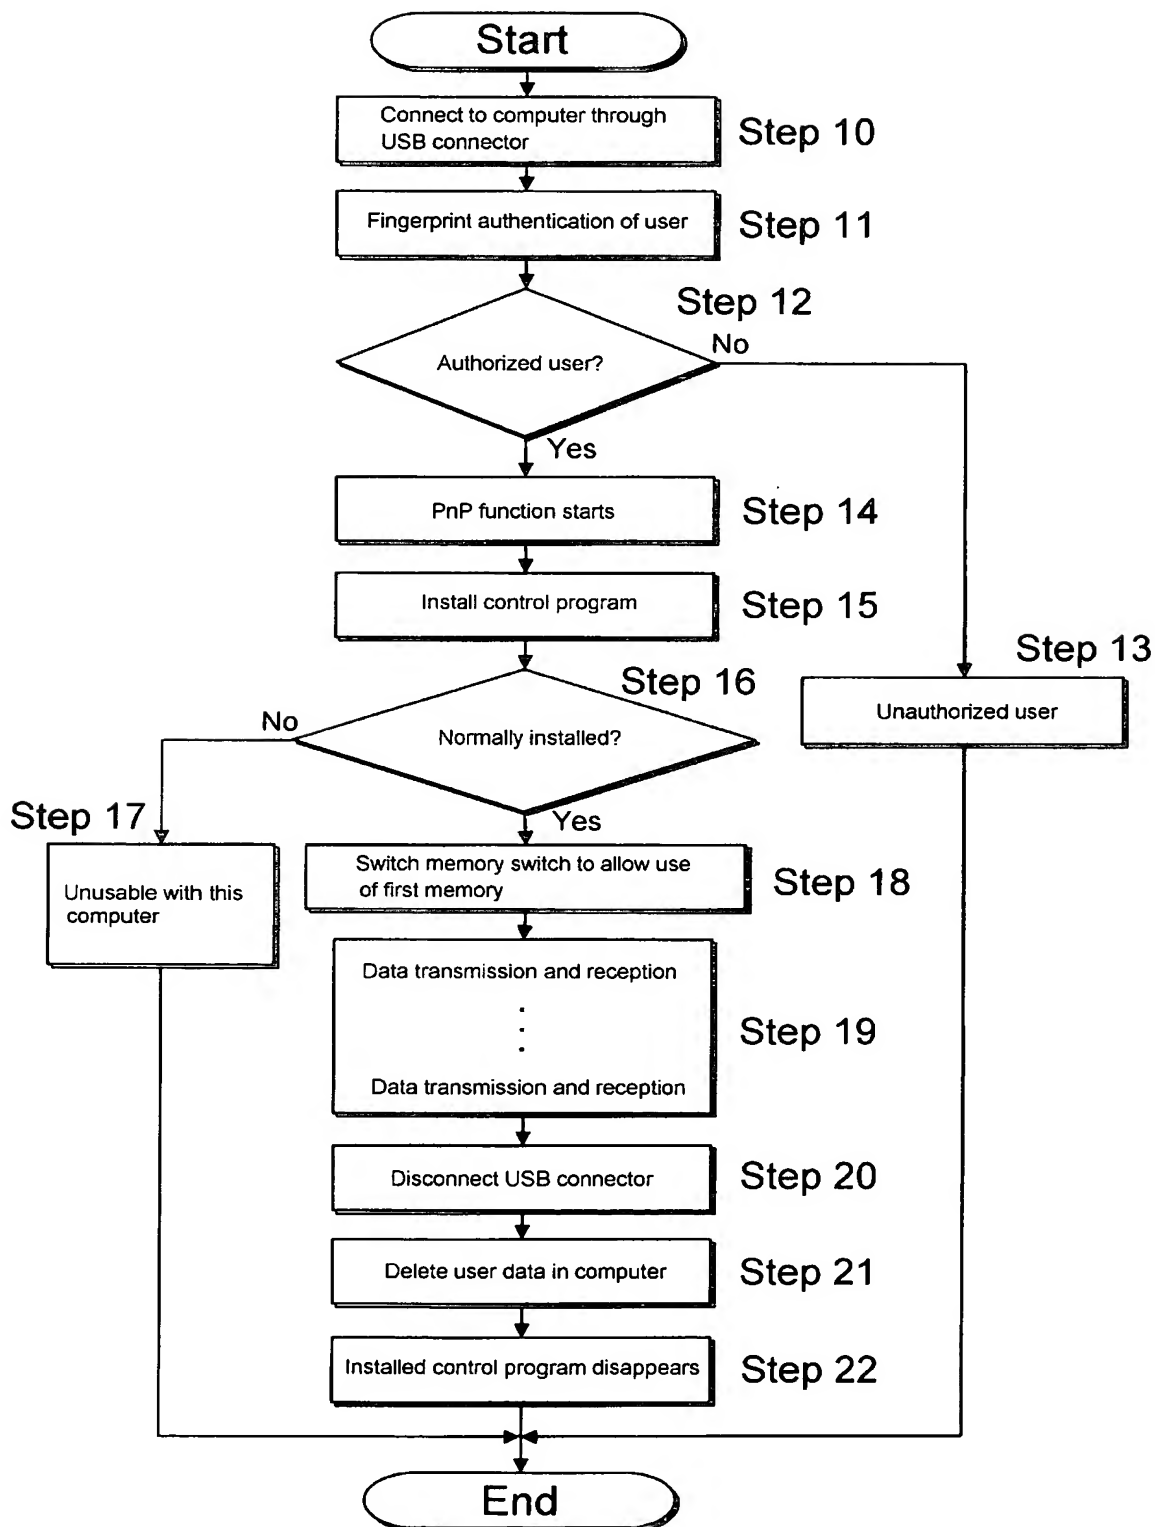 Start
Connect to computer through
USB connector
Step 10
Fingerprint authentication of user
Step 11
Step 12
Authorized user?
No
Yes
PnP function starts
Step 14
Install control program
Step 15
Step 13
Unauthorized user
Step 16
No
Normally installed?
Yes
Step 17
Unusable with this
computer
Switch memory switch to allow use
of first memory
Step 18
Data transmission and reception
.
.
.
Data transmission and reception
Step 19
Disconnect USB connector
Step 20
Delete user data in computer
Step 21
Installed control program disappears
Step 22
End